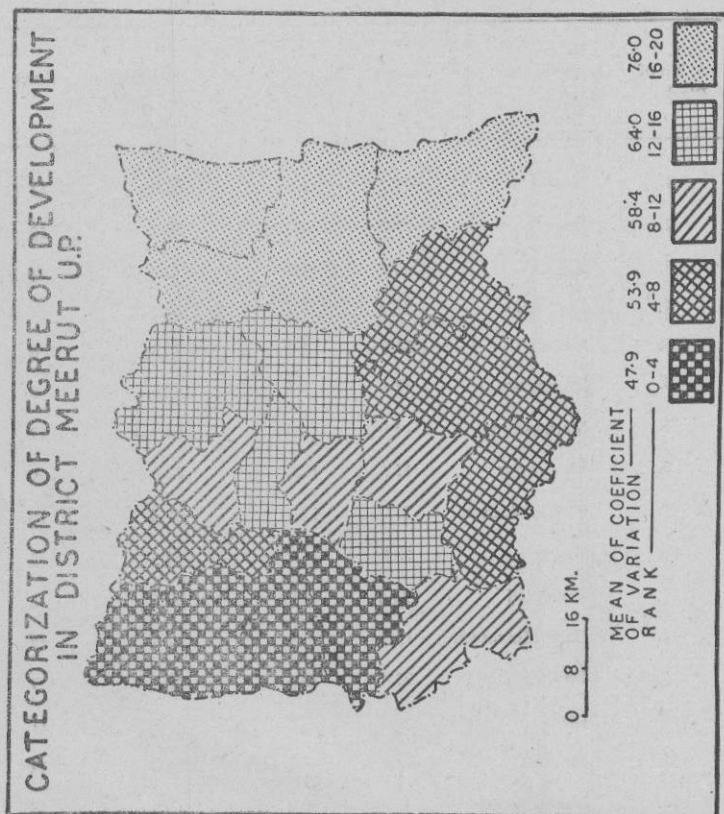 CATEGORIZATION OF DEGREE OF DEVELOPMENT
IN DISTRICT MEERUT U.P.
0 8 16 KM.
MEAN OF COEFICIENT
OF VARIATION 47.9 53.9 58.4 64.0 76.0
RANK 0-4 4-8 8-12 12-16 16-20